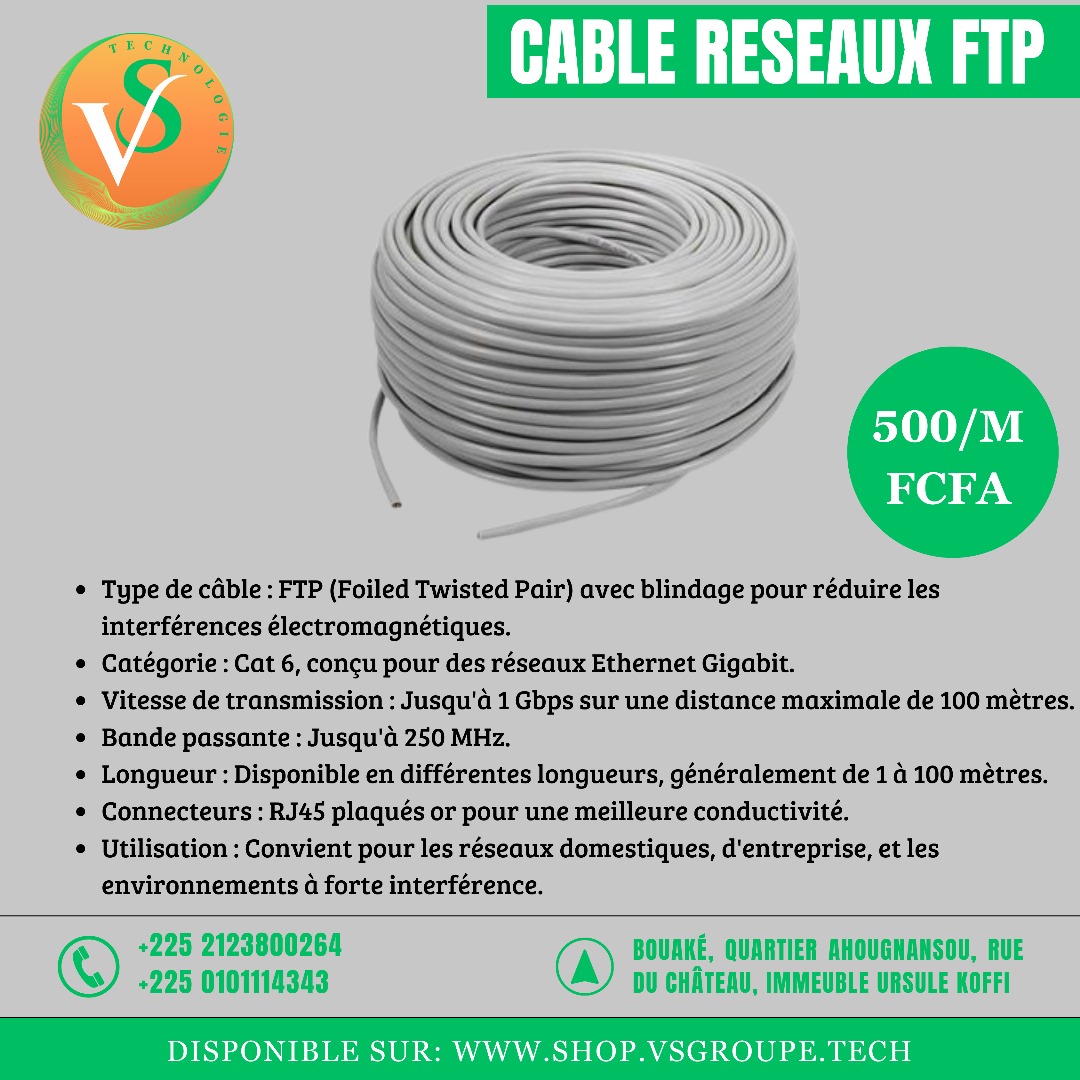 TECHNOLOGIE
VS
CABLE RESEAUX FTP
500/M
FCFA
• Type de câble : FTP (Foiled Twisted Pair) avec blindage pour réduire les
interférences électromagnétiques.
• Catégorie : Cat 6, conçu pour des réseaux Ethernet Gigabit.
• Vitesse de transmission : Jusqu'à 1 Gbps sur une distance maximale de 100 mètres.
• Bande passante : Jusqu'à 250 MHz.
• Longueur : Disponible en différentes longueurs, généralement de 1 à 100 mètres.
• Connecteurs : RJ45 plaqués or pour une meilleure conductivité.
• Utilisation : Convient pour les réseaux domestiques, d'entreprise, et les
environnements à forte interférence.
+225 2123800264
+225 0101114343
BOUAKÉ, QUARTIER AHOUGNANSOU, RUE
DU CHÂTEAU, IMMEUBLE URSULE KOFFI
DISPONIBLE SUR: WWW.SHOP.VSGROUPE.TECH